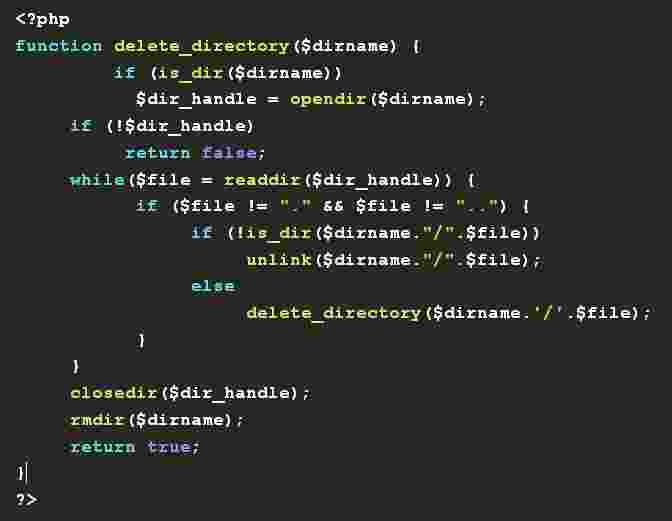 <?php
function delete_directory($dirname) {
if (is_dir($dirname))
$dir_handle = opendir($dirname);
if (!$dir_handle)
return false;
while($file = readdir($dir_handle)) {
if ($file != "." && $file != "..") {
if (!is_dir($dirname."/".$file))
unlink($dirname."/".$file);
else
delete_directory($dirname.'/'.$file);
}
}
closedir($dir_handle);
rmdir($dirname);
return true;
}
?>